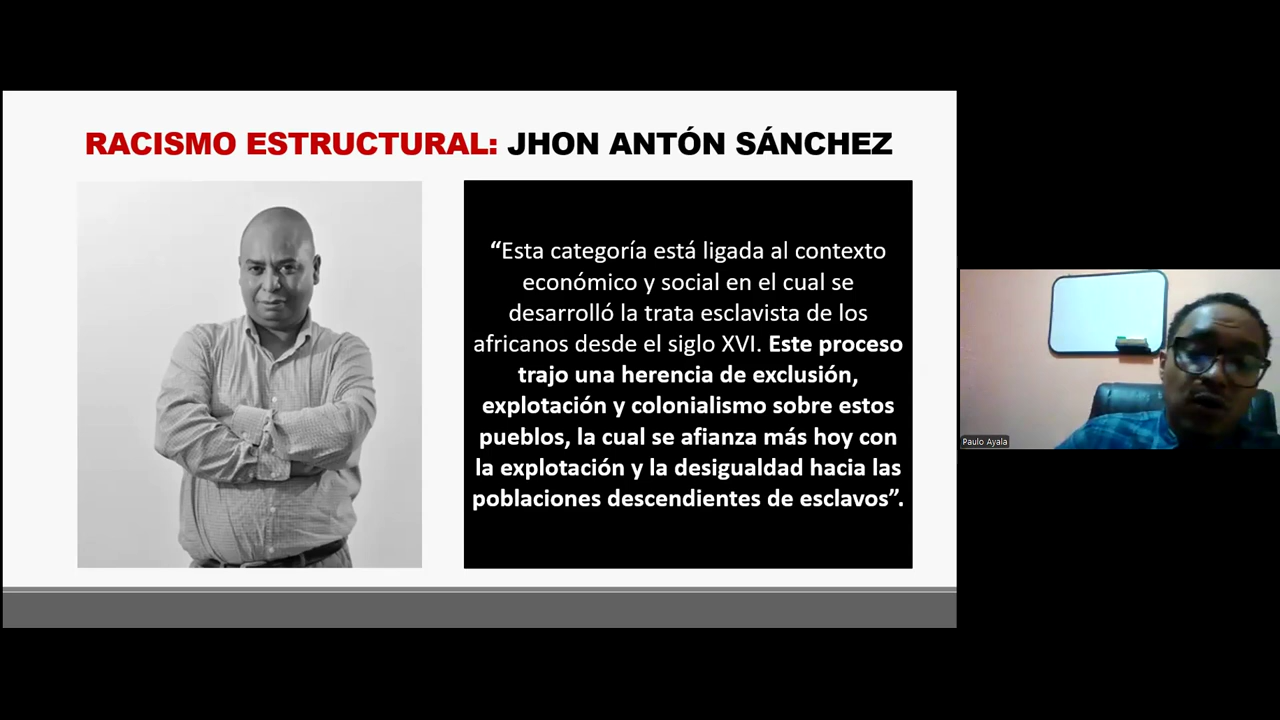 RACISMO ESTRUCTURAL: JHON ANTÓN SÁNCHEZ
“Esta categoría está ligada al contexto
económico y social en el cual se
desarrolló la trata esclavista de los
africanos desde el siglo XVI. Este proceso
trajo una herencia de exclusión,
explotación y colonialismo sobre estos
pueblos, la cual se afianza más hoy con
la explotación y la desigualdad hacia las
poblaciones descendientes de esclavos”.
Paulo Ayala